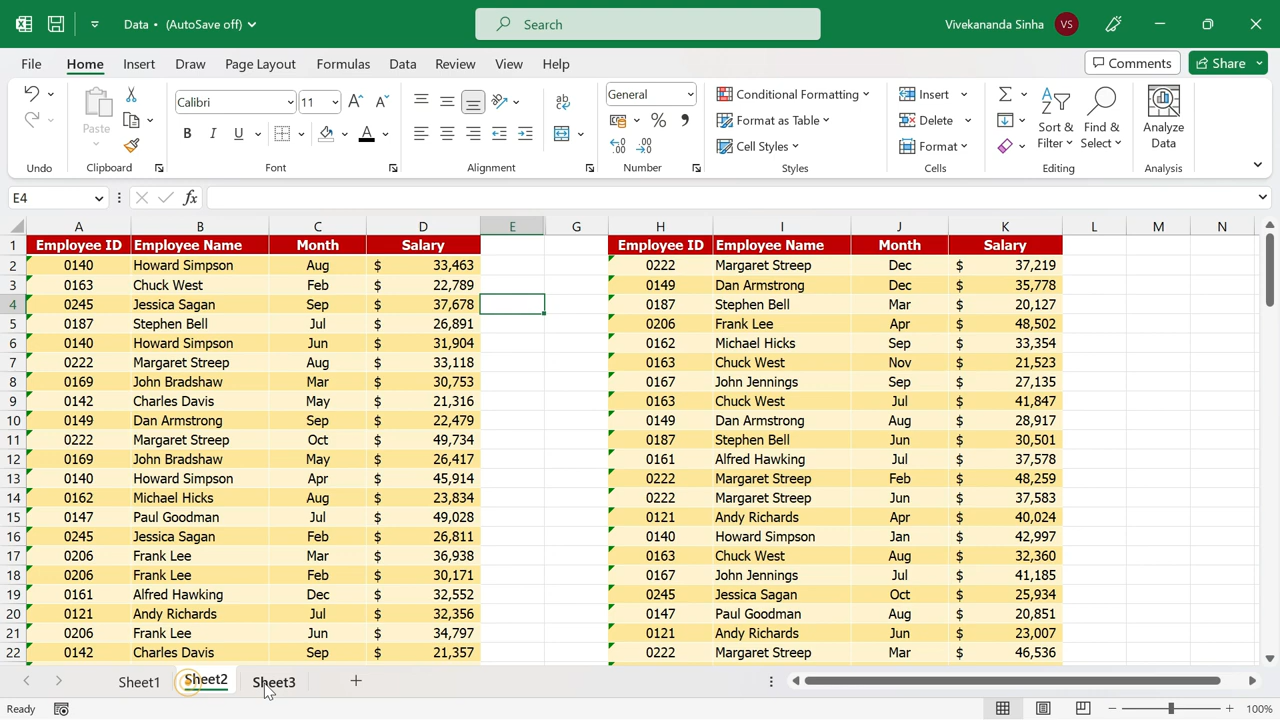 Data • (AutoSave off)
Search
Vivekananda Sinha VS
File Home Insert Draw Page Layout Formulas Data Review View Help Comments Share
Calibri 11 General Conditional Formatting Insert
Paste B I U % Format as Table Delete Sort & Filter Find & Select Analyze Data
Cell Styles Format
Undo Clipboard Font Alignment Number Styles Cells Editing Analysis
E4 fx
A B C D E G H I J K L M N
1 Employee ID Employee Name Month Salary Employee ID Employee Name Month Salary
2 0140 Howard Simpson Aug $ 33,463 0222 Margaret Streep Dec $ 37,219
3 0163 Chuck West Feb $ 22,789 0149 Dan Armstrong Dec $ 35,778
4 0245 Jessica Sagan Sep $ 37,678 0187 Stephen Bell Mar $ 20,127
5 0187 Stephen Bell Jul $ 26,891 0206 Frank Lee Apr $ 48,502
6 0140 Howard Simpson Jun $ 31,904 0162 Michael Hicks Sep $ 33,354
7 0222 Margaret Streep Aug $ 33,118 0163 Chuck West Nov $ 21,523
8 0169 John Bradshaw Mar $ 30,753 0167 John Jennings Sep $ 27,135
9 0142 Charles Davis May $ 21,316 0163 Chuck West Jul $ 41,847
10 0149 Dan Armstrong Sep $ 22,479 0149 Dan Armstrong Aug $ 28,917
11 0222 Margaret Streep Oct $ 49,734 0187 Stephen Bell Jun $ 30,501
12 0169 John Bradshaw May $ 26,417 0161 Alfred Hawking Jul $ 37,578
13 0140 Howard Simpson Apr $ 45,914 0222 Margaret Streep Feb $ 48,259
14 0162 Michael Hicks Aug $ 23,834 0222 Margaret Streep Jun $ 37,583
15 0147 Paul Goodman Jul $ 49,028 0121 Andy Richards Apr $ 40,024
16 0245 Jessica Sagan Feb $ 26,811 0140 Howard Simpson Jan $ 42,997
17 0206 Frank Lee Mar $ 36,938 0163 Chuck West Aug $ 32,360
18 0206 Frank Lee Feb $ 30,171 0167 John Jennings Jul $ 41,185
19 0161 Alfred Hawking Dec $ 32,552 0245 Jessica Sagan Oct $ 25,934
20 0121 Andy Richards Jul $ 32,356 0147 Paul Goodman Aug $ 20,851
21 0206 Frank Lee Jun $ 34,797 0121 Andy Richards Jun $ 23,007
22 0142 Charles Davis Sep $ 21,357 0222 Margaret Streep Mar $ 46,536
Sheet1 Sheet2 Sheet3
Ready 100%